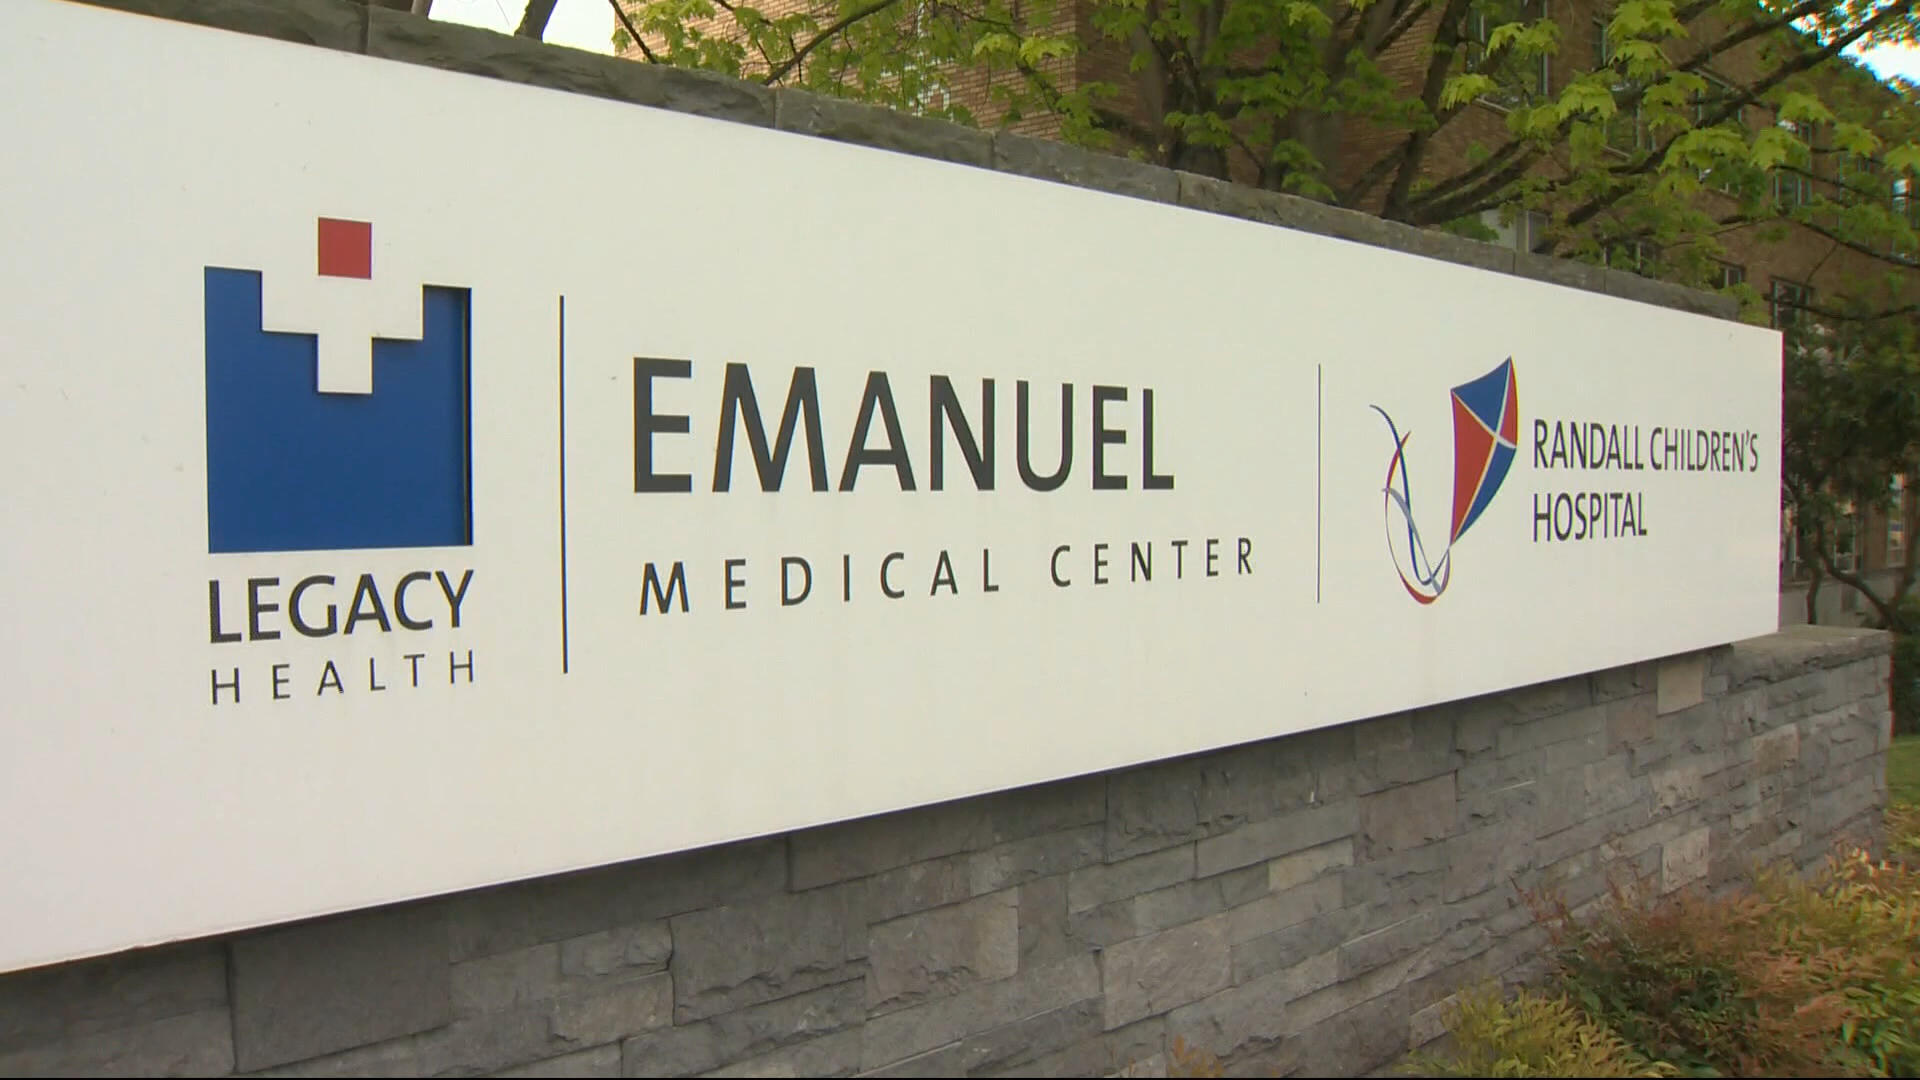 LEGACY
HEALTH
EMANUEL
MEDICAL CENTER
RANDALL CHILDREN'S
HOSPITAL